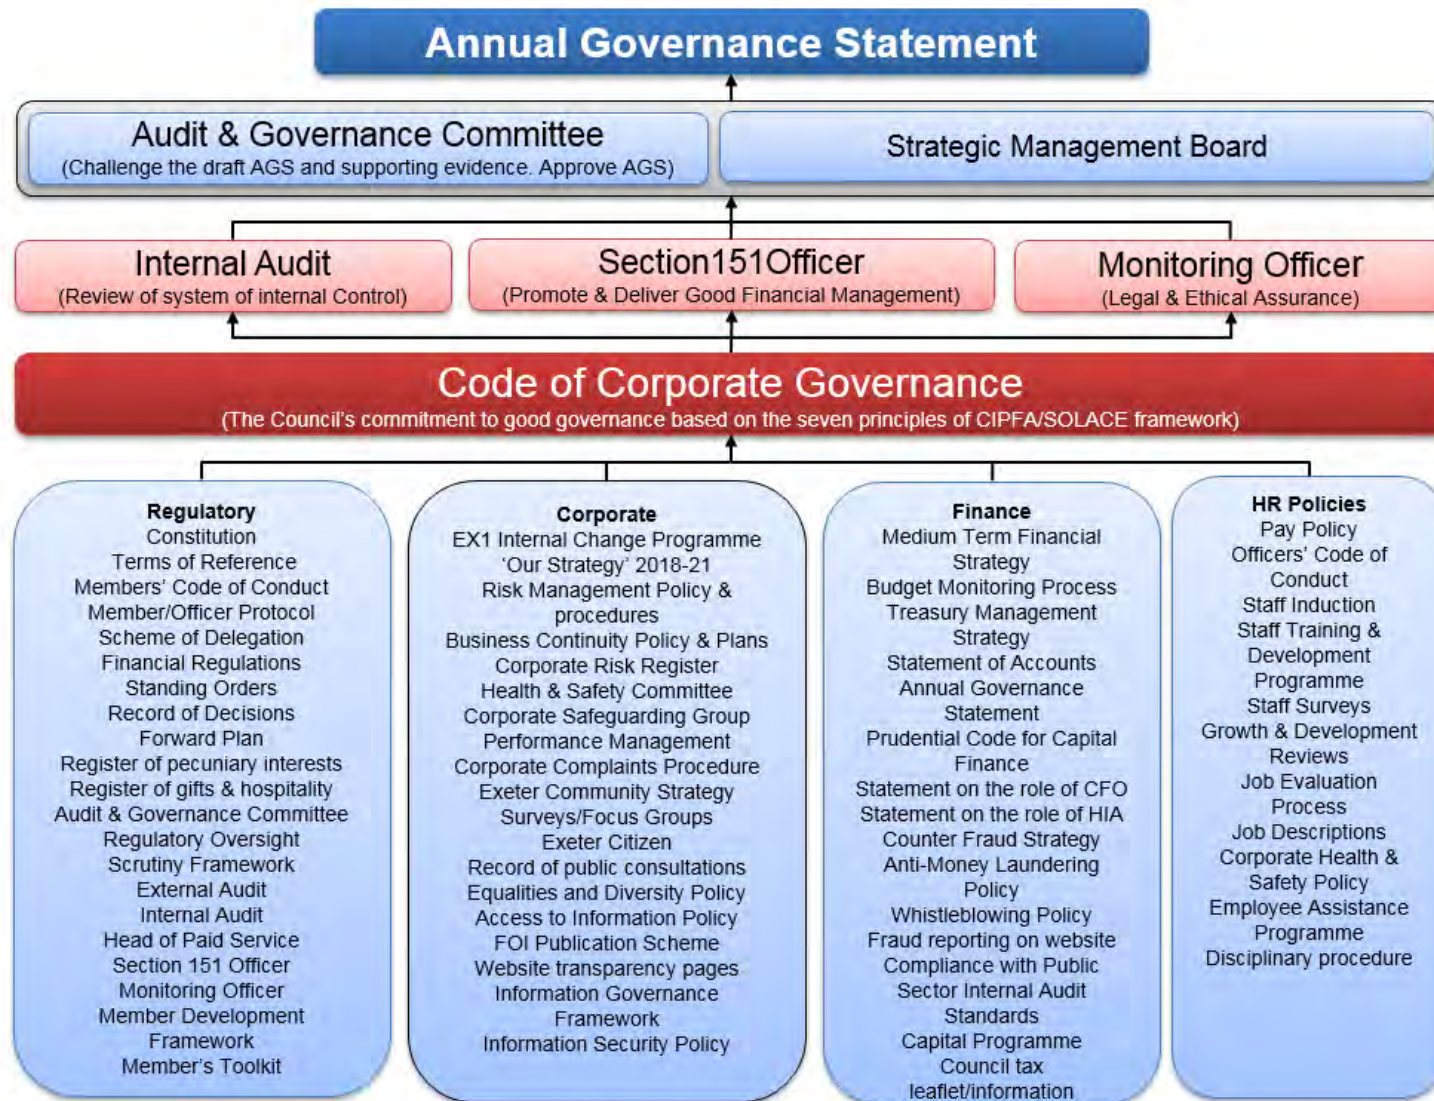 Annual Governance Statement
Audit & Governance Committee
(Challenge the draft AGS and supporting evidence. Approve AGS)
Strategic Management Board
Internal Audit
(Review of system of internal Control)
Section151Officer
(Promote & Deliver Good Financial Management)
Monitoring Officer
(Legal & Ethical Assurance)
Code of Corporate Governance
(The Council's commitment to good governance based on the seven principles of CIPFA/SOLACE framework)
Regulatory
Constitution
Terms of Reference
Members' Code of Conduct
Member/Officer Protocol
Scheme of Delegation
Financial Regulations
Standing Orders
Record of Decisions
Forward Plan
Register of pecuniary interests
Register of gifts & hospitality
Audit & Governance Committee
Regulatory Oversight
Scrutiny Framework
External Audit
Internal Audit
Head of Paid Service
Section 151 Officer
Monitoring Officer
Member Development
Framework
Member's Toolkit
Corporate
EX1 Internal Change Programme
'Our Strategy' 2018-21
Risk Management Policy &
procedures
Business Continuity Policy & Plans
Corporate Risk Register
Health & Safety Committee
Corporate Safeguarding Group
Performance Management
Corporate Complaints Procedure
Exeter Community Strategy
Surveys/Focus Groups
Exeter Citizen
Record of public consultations
Equalities and Diversity Policy
Access to Information Policy
FOI Publication Scheme
Website transparency pages
Information Governance
Framework
Information Security Policy
Finance
Medium Term Financial
Strategy
Budget Monitoring Process
Treasury Management
Strategy
Statement of Accounts
Annual Governance
Statement
Prudential Code for Capital
Finance
Statement on the role of CFO
Statement on the role of HIA
Counter Fraud Strategy
Anti-Money Laundering
Policy
Whistleblowing Policy
Fraud reporting on website
Compliance with Public
Sector Internal Audit
Standards
Capital Programme
Council tax
leaflet/information
HR Policies
Pay Policy
Officers' Code of
Conduct
Staff Induction
Staff Training &
Development
Programme
Staff Surveys
Growth & Development
Reviews
Job Evaluation
Process
Job Descriptions
Corporate Health &
Safety Policy
Employee Assistance
Programme
Disciplinary procedure